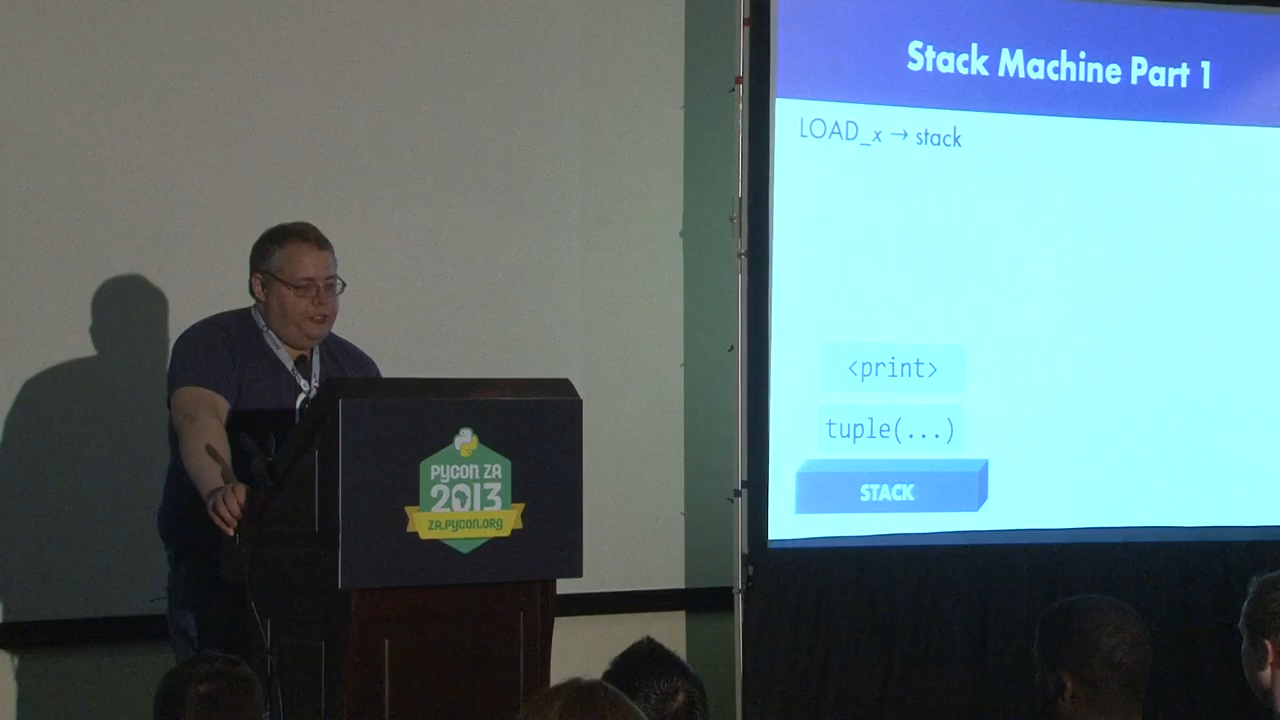 Stack Machine Part 1
LOAD_x → stack
<print>
tuple(...)
STACK
PYCON ZA
2013
ZA.PYCON.ORG